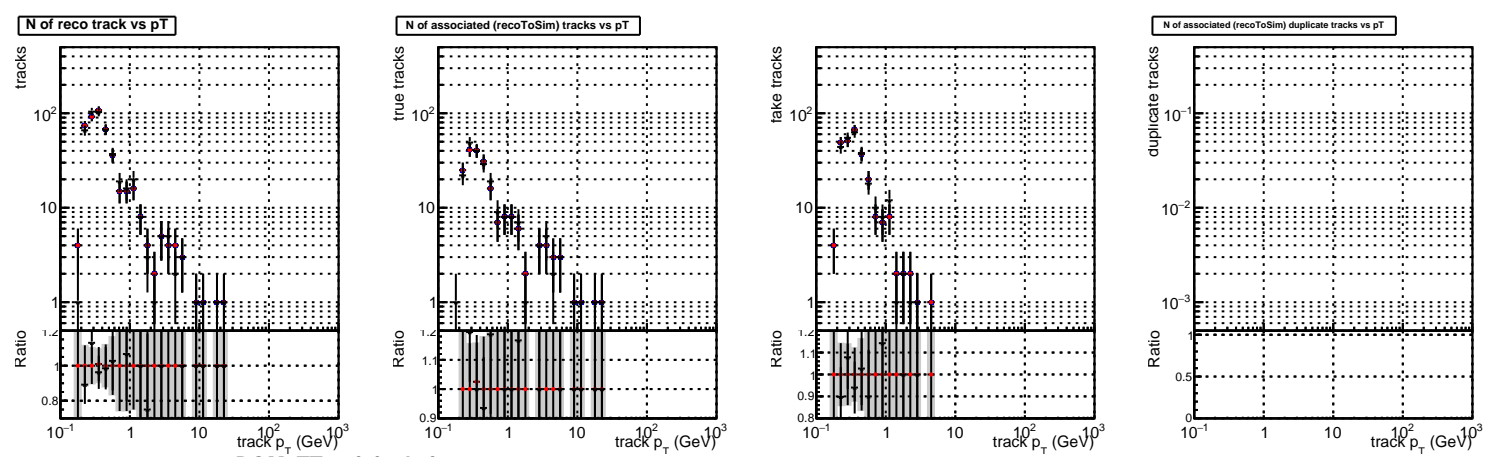 N of reco track vs pT
tracks
10²
10
1
Ratio
1.2
1
0.8
10⁻¹ 1 10 10² 10³
track p_T (GeV)
N of associated (recoToSim) tracks vs pT
true tracks
10²
10
1
Ratio
1.2
1.1
1
0.9
10⁻¹ 1 10 10² 10³
track p_T (GeV)
fake tracks
10²
10
1
Ratio
1.2
1.1
1
0.9
0.8
10⁻¹ 1 10 10² 10³
track p_T (GeV)
N of associated (recoToSim) duplicate tracks vs pT
duplicate tracks
10⁻¹
10⁻²
10⁻³
Ratio
1
0.5
0
10⁻¹ 1 10 10² 10³
track p_T (GeV)